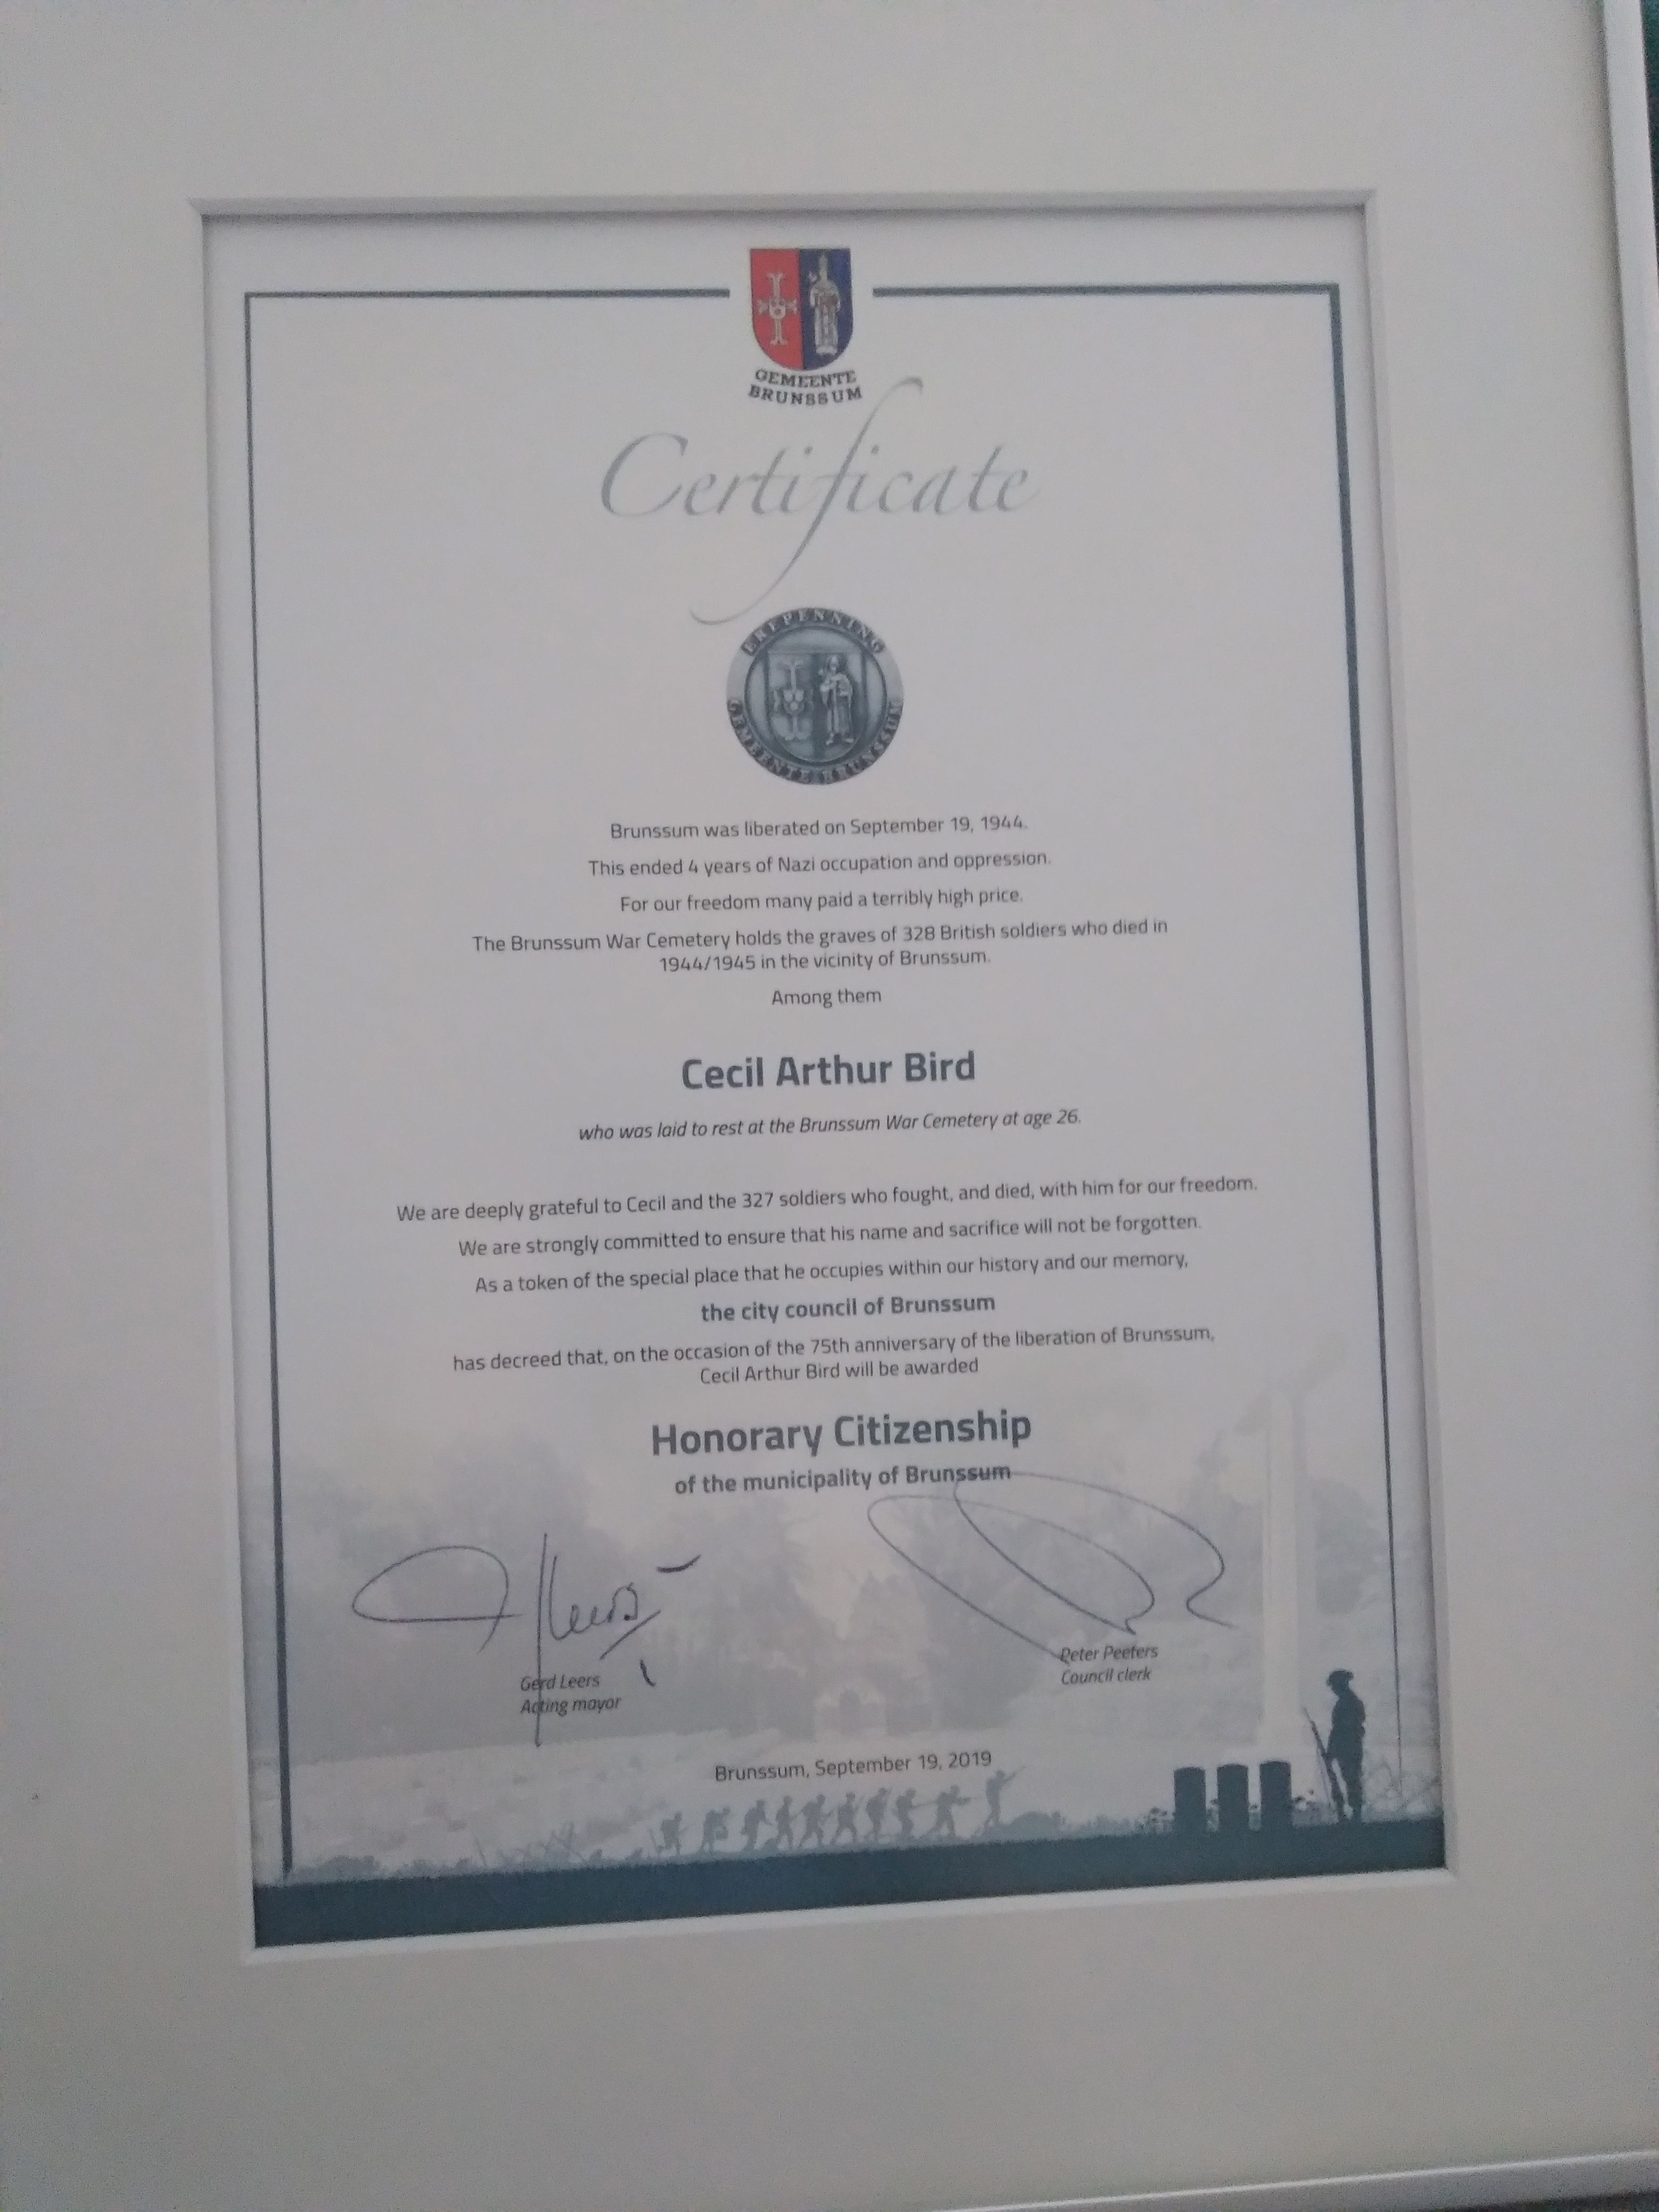 GEMEENTE
BRUNSSUM
Certificate
EREPENNING
GEMEENTE BRUNSSUM
Brunssum was liberated on September 19, 1944.
This ended 4 years of Nazi occupation and oppression.
For our freedom many paid a terribly high price.
The Brunssum War Cemetery holds the graves of 328 British soldiers who died in
1944/1945 in the vicinity of Brunssum.
Among them
Cecil Arthur Bird
who was laid to rest at the Brunssum War Cemetery at age 26.
We are deeply grateful to Cecil and the 327 soldiers who fought, and died, with him for our freedom.
We are strongly committed to ensure that his name and sacrifice will not be forgotten.
As a token of the special place that he occupies within our history and our memory,
the city council of Brunssum
has decreed that, on the occasion of the 75th anniversary of the liberation of Brunssum,
Cecil Arthur Bird will be awarded
Honorary Citizenship
of the municipality of Brunssum
Gerd Leers
Acting mayor
Peter Peeters
Council clerk
Brunssum, September 19, 2019